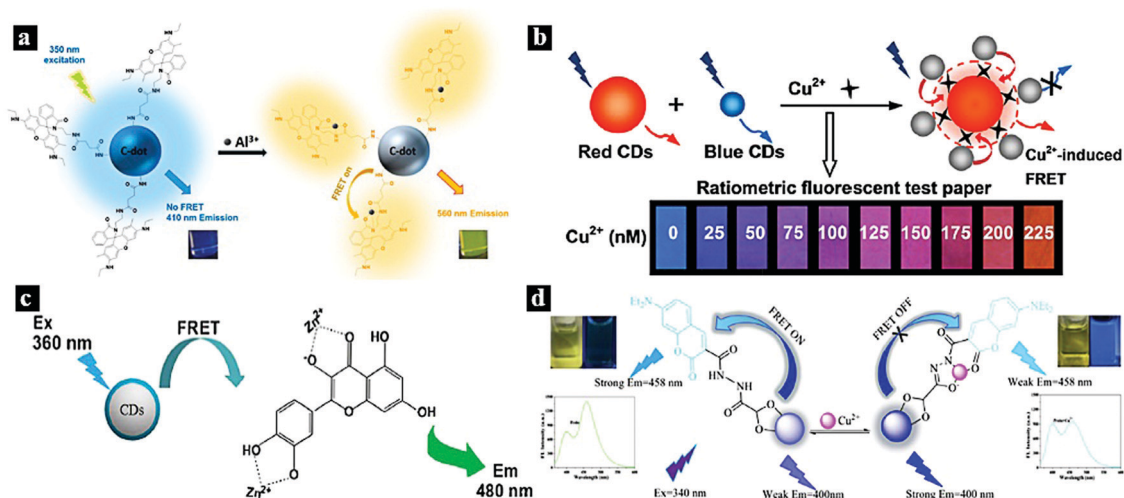 a
350 nm
excitation
C-dot
No FRET
410 nm Emission
Al³⁺
C-dot
FRET on
560 nm Emission
b
Red CDs
+
Blue CDs
Cu²⁺
Cu²⁺-induced
FRET
Ratiometric fluorescent test paper
Cu²⁺ (nM)
0 25 50 75 100 125 150 175 200 225
c
Ex
360 nm
FRET
CDs
Zn²⁺
O
O
-
OH
O
OH
HO
O
Zn²⁺
Em
480 nm
d
Et₂N
FRET ON
FRET OFF
NEt₂
Strong Em=458 nm
Weak Em=458 nm
Cu²⁺
Ex=340 nm
Weak Em=400nm
Strong Em=400 nm